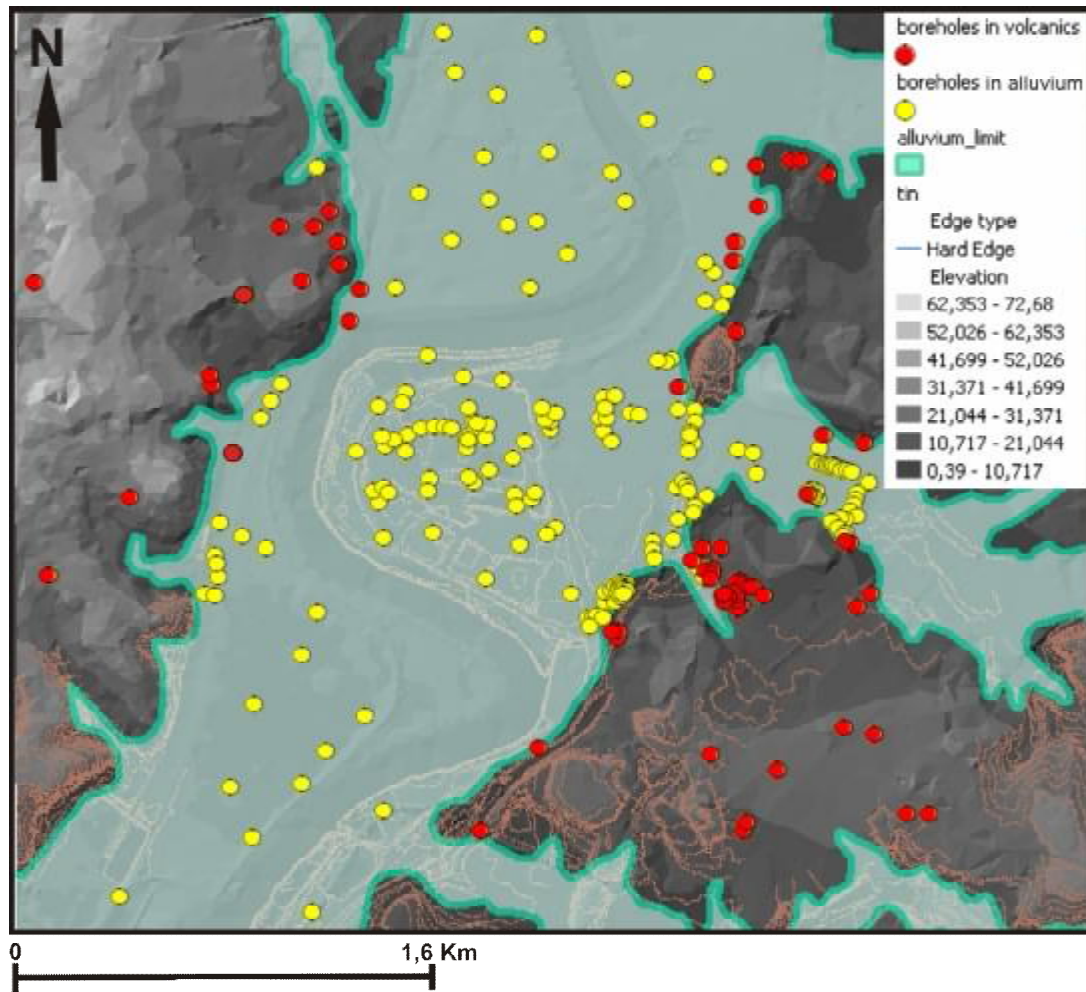 N
boreholes in volcanics
boreholes in alluvium
alluvium_limit
tin
Edge type
Hard Edge
Elevation
62,353 - 72,68
52,026 - 62,353
41,699 - 52,026
31,371 - 41,699
21,044 - 31,371
10,717 - 21,044
0,39 - 10,717
0
1,6 Km